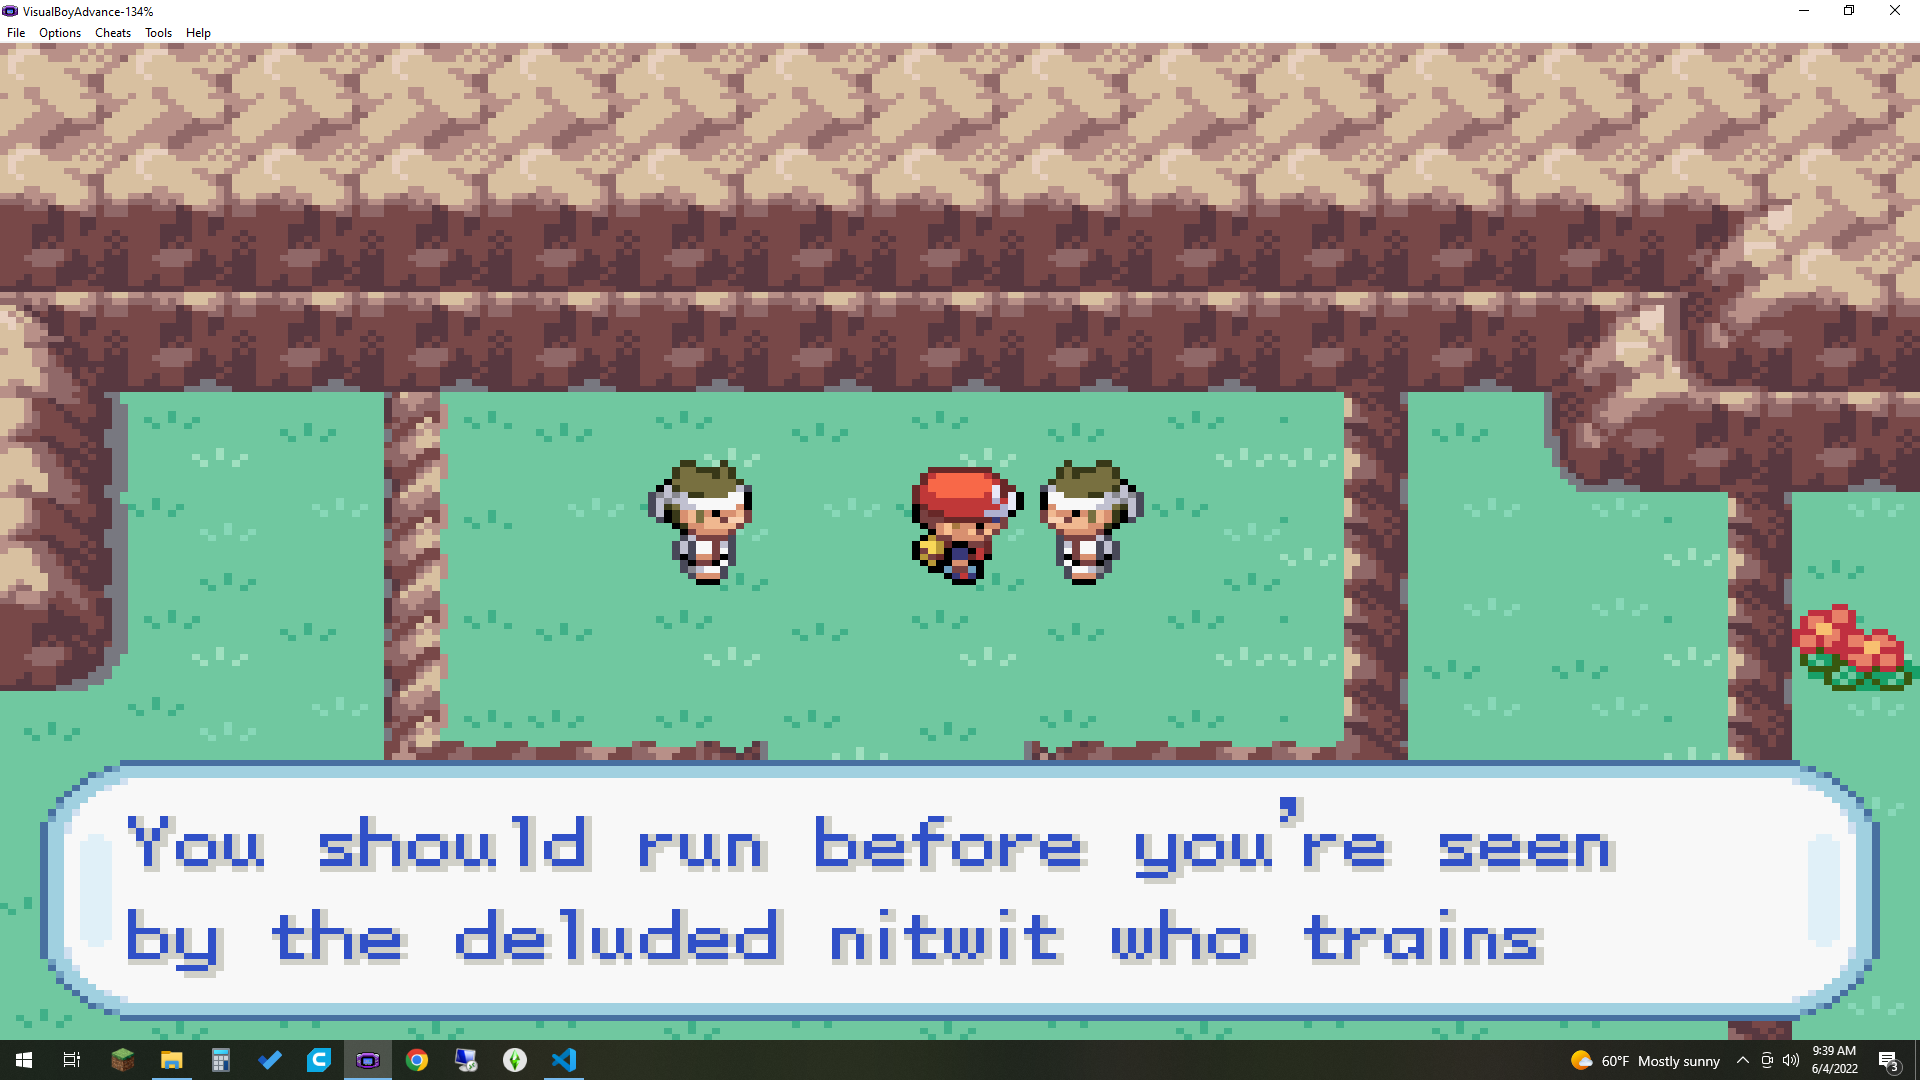 VisualBoyAdvance-134%
File Options Cheats Tools Help
You should run before you're seen
by the deluded nitwit who trains
60°F Mostly sunny
9:39 AM
6/4/2022
3